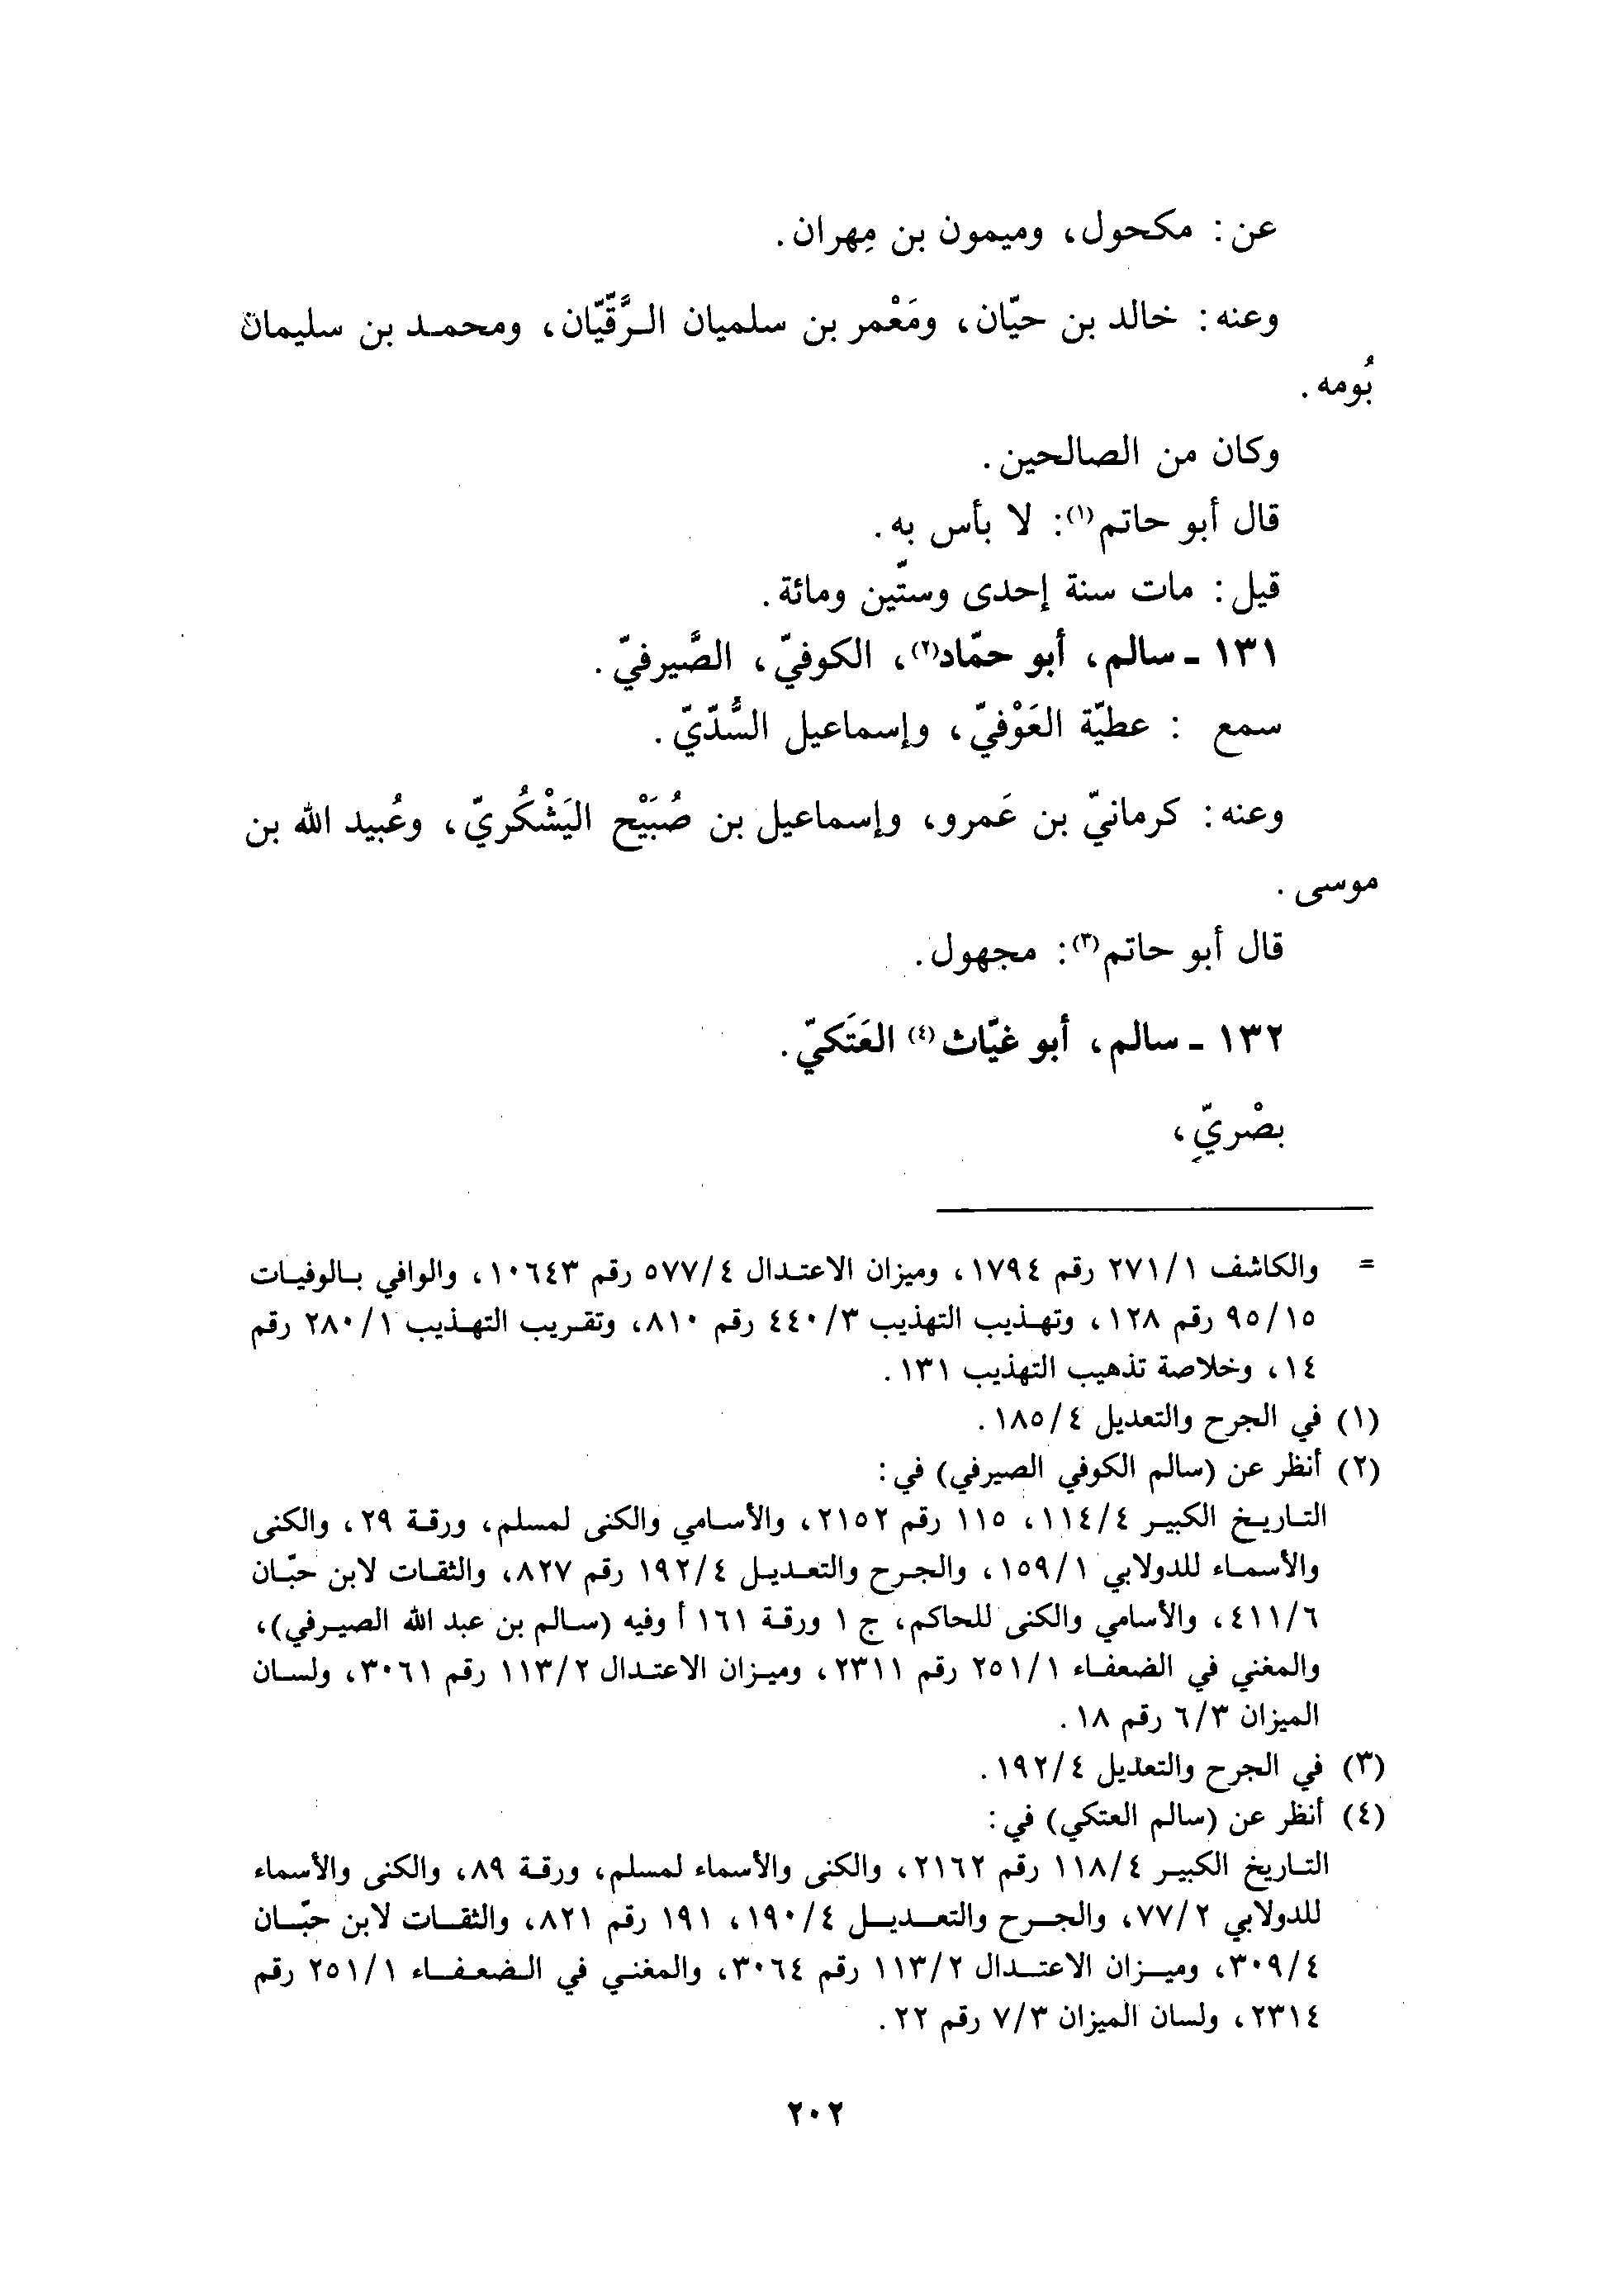 عن: مكحول، وميمون بن مِهران.
وعنه: خالد بن حيّان، ومَعْمر بن سلميان الـرَّقّيّان، ومحمـد بن سليمان
بُومه.
وكان من الصالحين.
قال أبو حاتم(١): لا بأس به.
قيل: مات سنة إحدى وستّين ومائة.
١٣١ ـ سالم، أبو حمّاد(٢)، الكوفيّ، الصَّيرفيّ.
سمع : عطيّة العَوْفيّ، وإسماعيل السُّدّيّ.
وعنه: كرمانيّ بن عَمرو، وإسماعيل بن صُبَيْح اليَشْكُريّ، وعُبيد الله بن
موسى.
قال أبو حاتم(٣): مجهول.
١٣٢ ـ سالم، أبو غيّاث(٤) العَتَكيّ.
بصْريّ،
= والكاشف ٢٧١/١ رقم ١٧٩٤، وميزان الاعتـدال ٥٧٧/٤ رقم ١٠٦٤٣، والوافي بـالوفيـات
٩٥/١٥ رقم ١٢٨، وتهـذيب التهذيب ٤٤٠/٣ رقم ٨١٠، وتقـريب التهـذيب ٢٨٠/١ رقم
١٤، وخلاصة تذهيب التهذيب ١٣١.
(١) في الجرح والتعديل ١٨٥/٤.
(٢) أنظر عن (سالم الكوفي الصيرفي) في:
التـاريـخ الكبيـر ١١٤/٤، ١١٥ رقم ٢١٥٢، والأسـامي والكنى لمسلم، ورقـة ٢٩، والكنى
والأسمـاء للدولابي ١٥٩/١، والجـرح والتعـديـل ١٩٢/٤ رقم ٨٢٧، والثقـات لابن حبّـان
٤١١/٦، والأسامي والكنى للحاكم، ج ١ ورقـة ١٦١ أ وفيه (سـالم بن عبد الله الصيـرفي)،
والمغني في الضعفـاء ٢٥١/١ رقم ٢٣١١، وميـزان الاعتـدال ١١٣/٢ رقم ٣٠٦١، ولسـان
الميزان ٦/٣ رقم ١٨.
(٣) في الجرح والتعديل ١٩٢/٤.
(٤) أنظر عن (سالم العتكي) في:
التـاريخ الكبيـر ١١٨/٤ رقم ٢١٦٢، والكنى والأسماء لمسلم، ورقـة ٨٩، والكنى والأسماء
للدولابي ٧٧/٢، والجـــرح والتعـــديـــل ١٩٠/٤، ١٩١ رقم ٨٢١، والثقـــات لابن حبّـــان
٣٠٩/٤، وميـــزان الاعتـــدال ١١٣/٢ رقم ٣٠٦٤، والمغنـي في الـضعـفـــاء ٢٥١/١ رقم
٢٣١٤، ولسان الميزان ٧/٣ رقم ٢٢.
٢٠٢